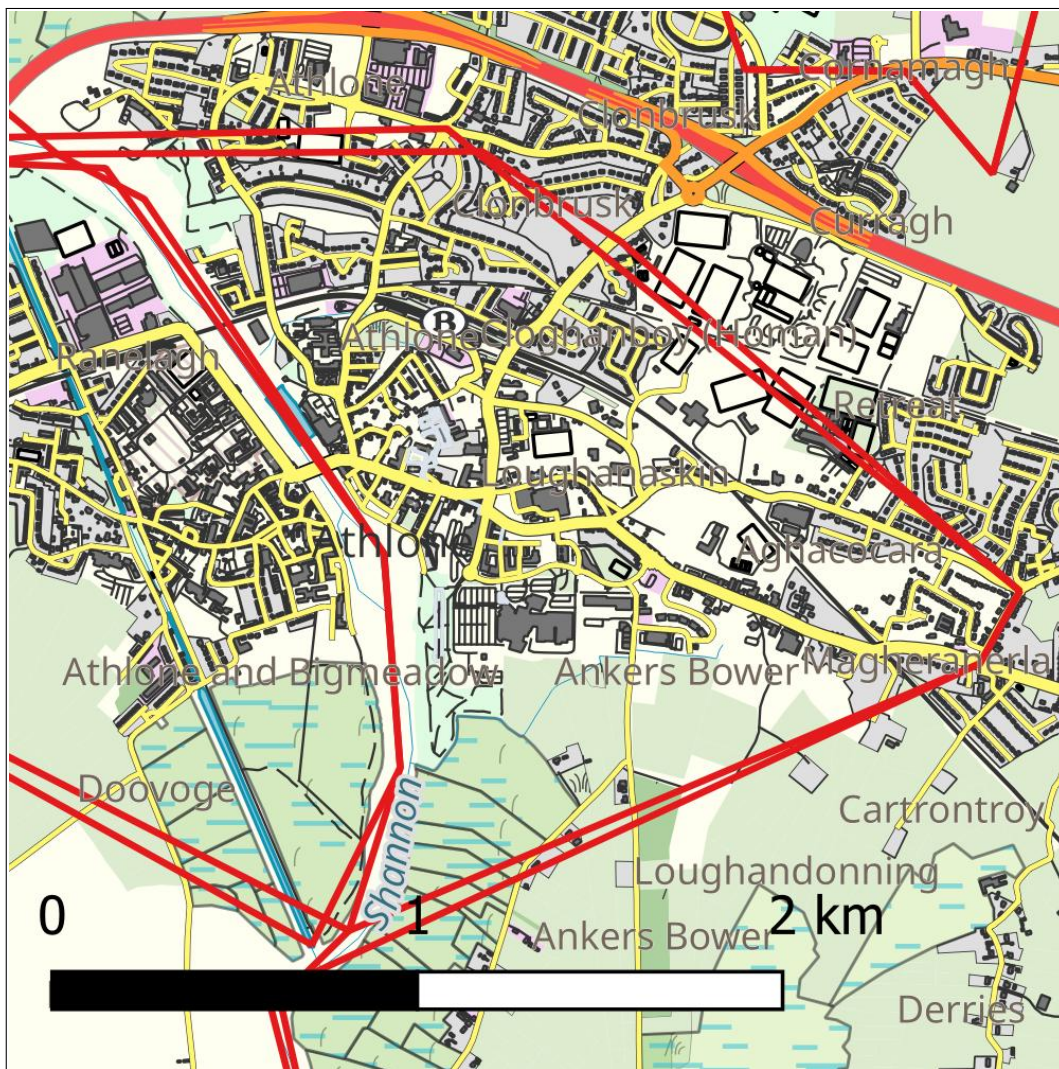 Cornamagh
Athlone
Clonbrusk
Clonbrusk
Curragh
B
Athlone
Cloghanboy (Homan)
Ranelagh
Retreat
Loughanaskin
Athlone
Aghacocara
Athlone and Bigmeadow
Ankers Bower
Magheranerla
Doovoge
Shannon
Cartrontroy
Loughandonning
0
1
2 km
Ankers Bower
Derries